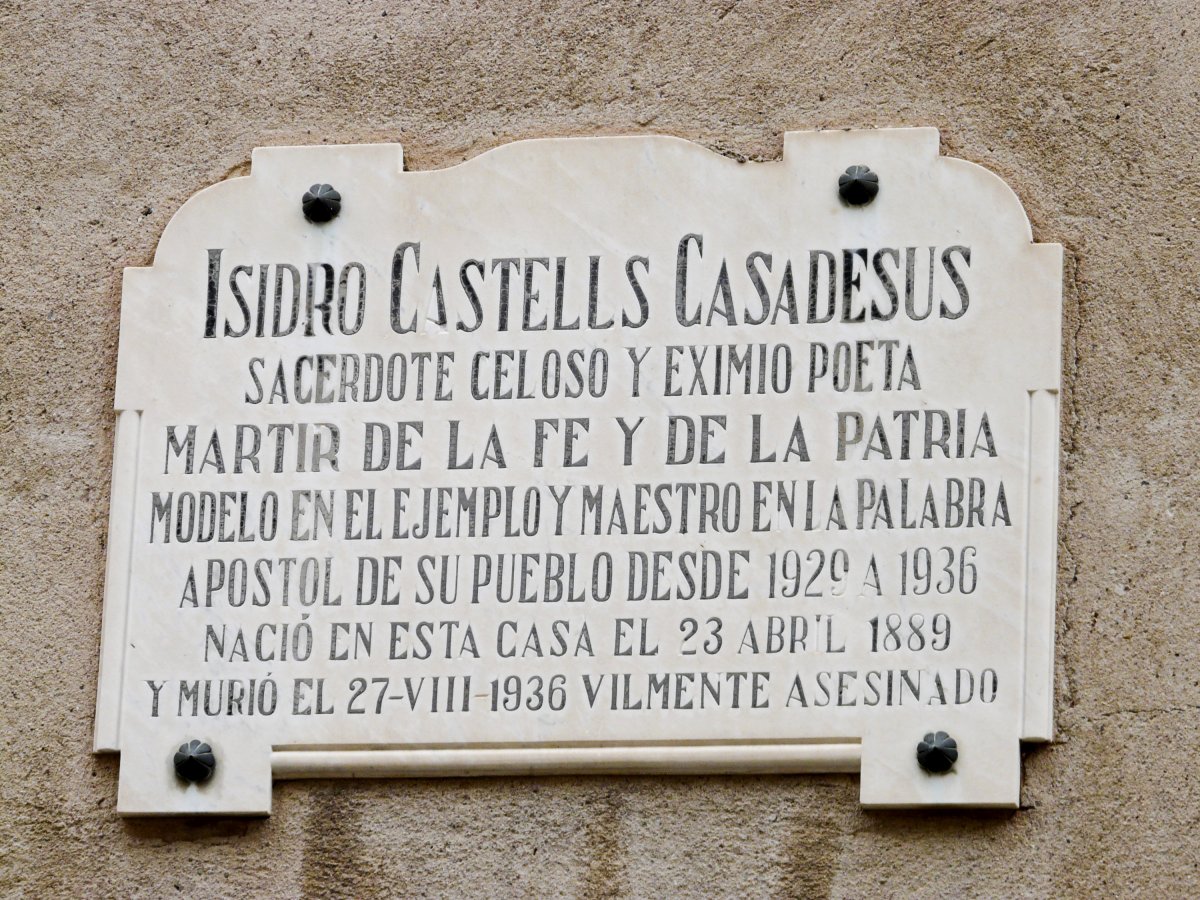 ISIDRO CASTELLS CASADESUS
SACERDOTE CELOSO Y EXIMIO POETA
MARTIR DE LA FE Y DE LA PATRIA
MODELO EN EL EJEMPLO Y MAESTRO EN LA PALABRA
APOSTOL DE SU PUEBLO DESDE 1929 A 1936
NACIÓ EN ESTA CASA EL 23 ABRIL 1889
Y MURIÓ EL 27-VIII-1936 VILMENTE ASESINADO